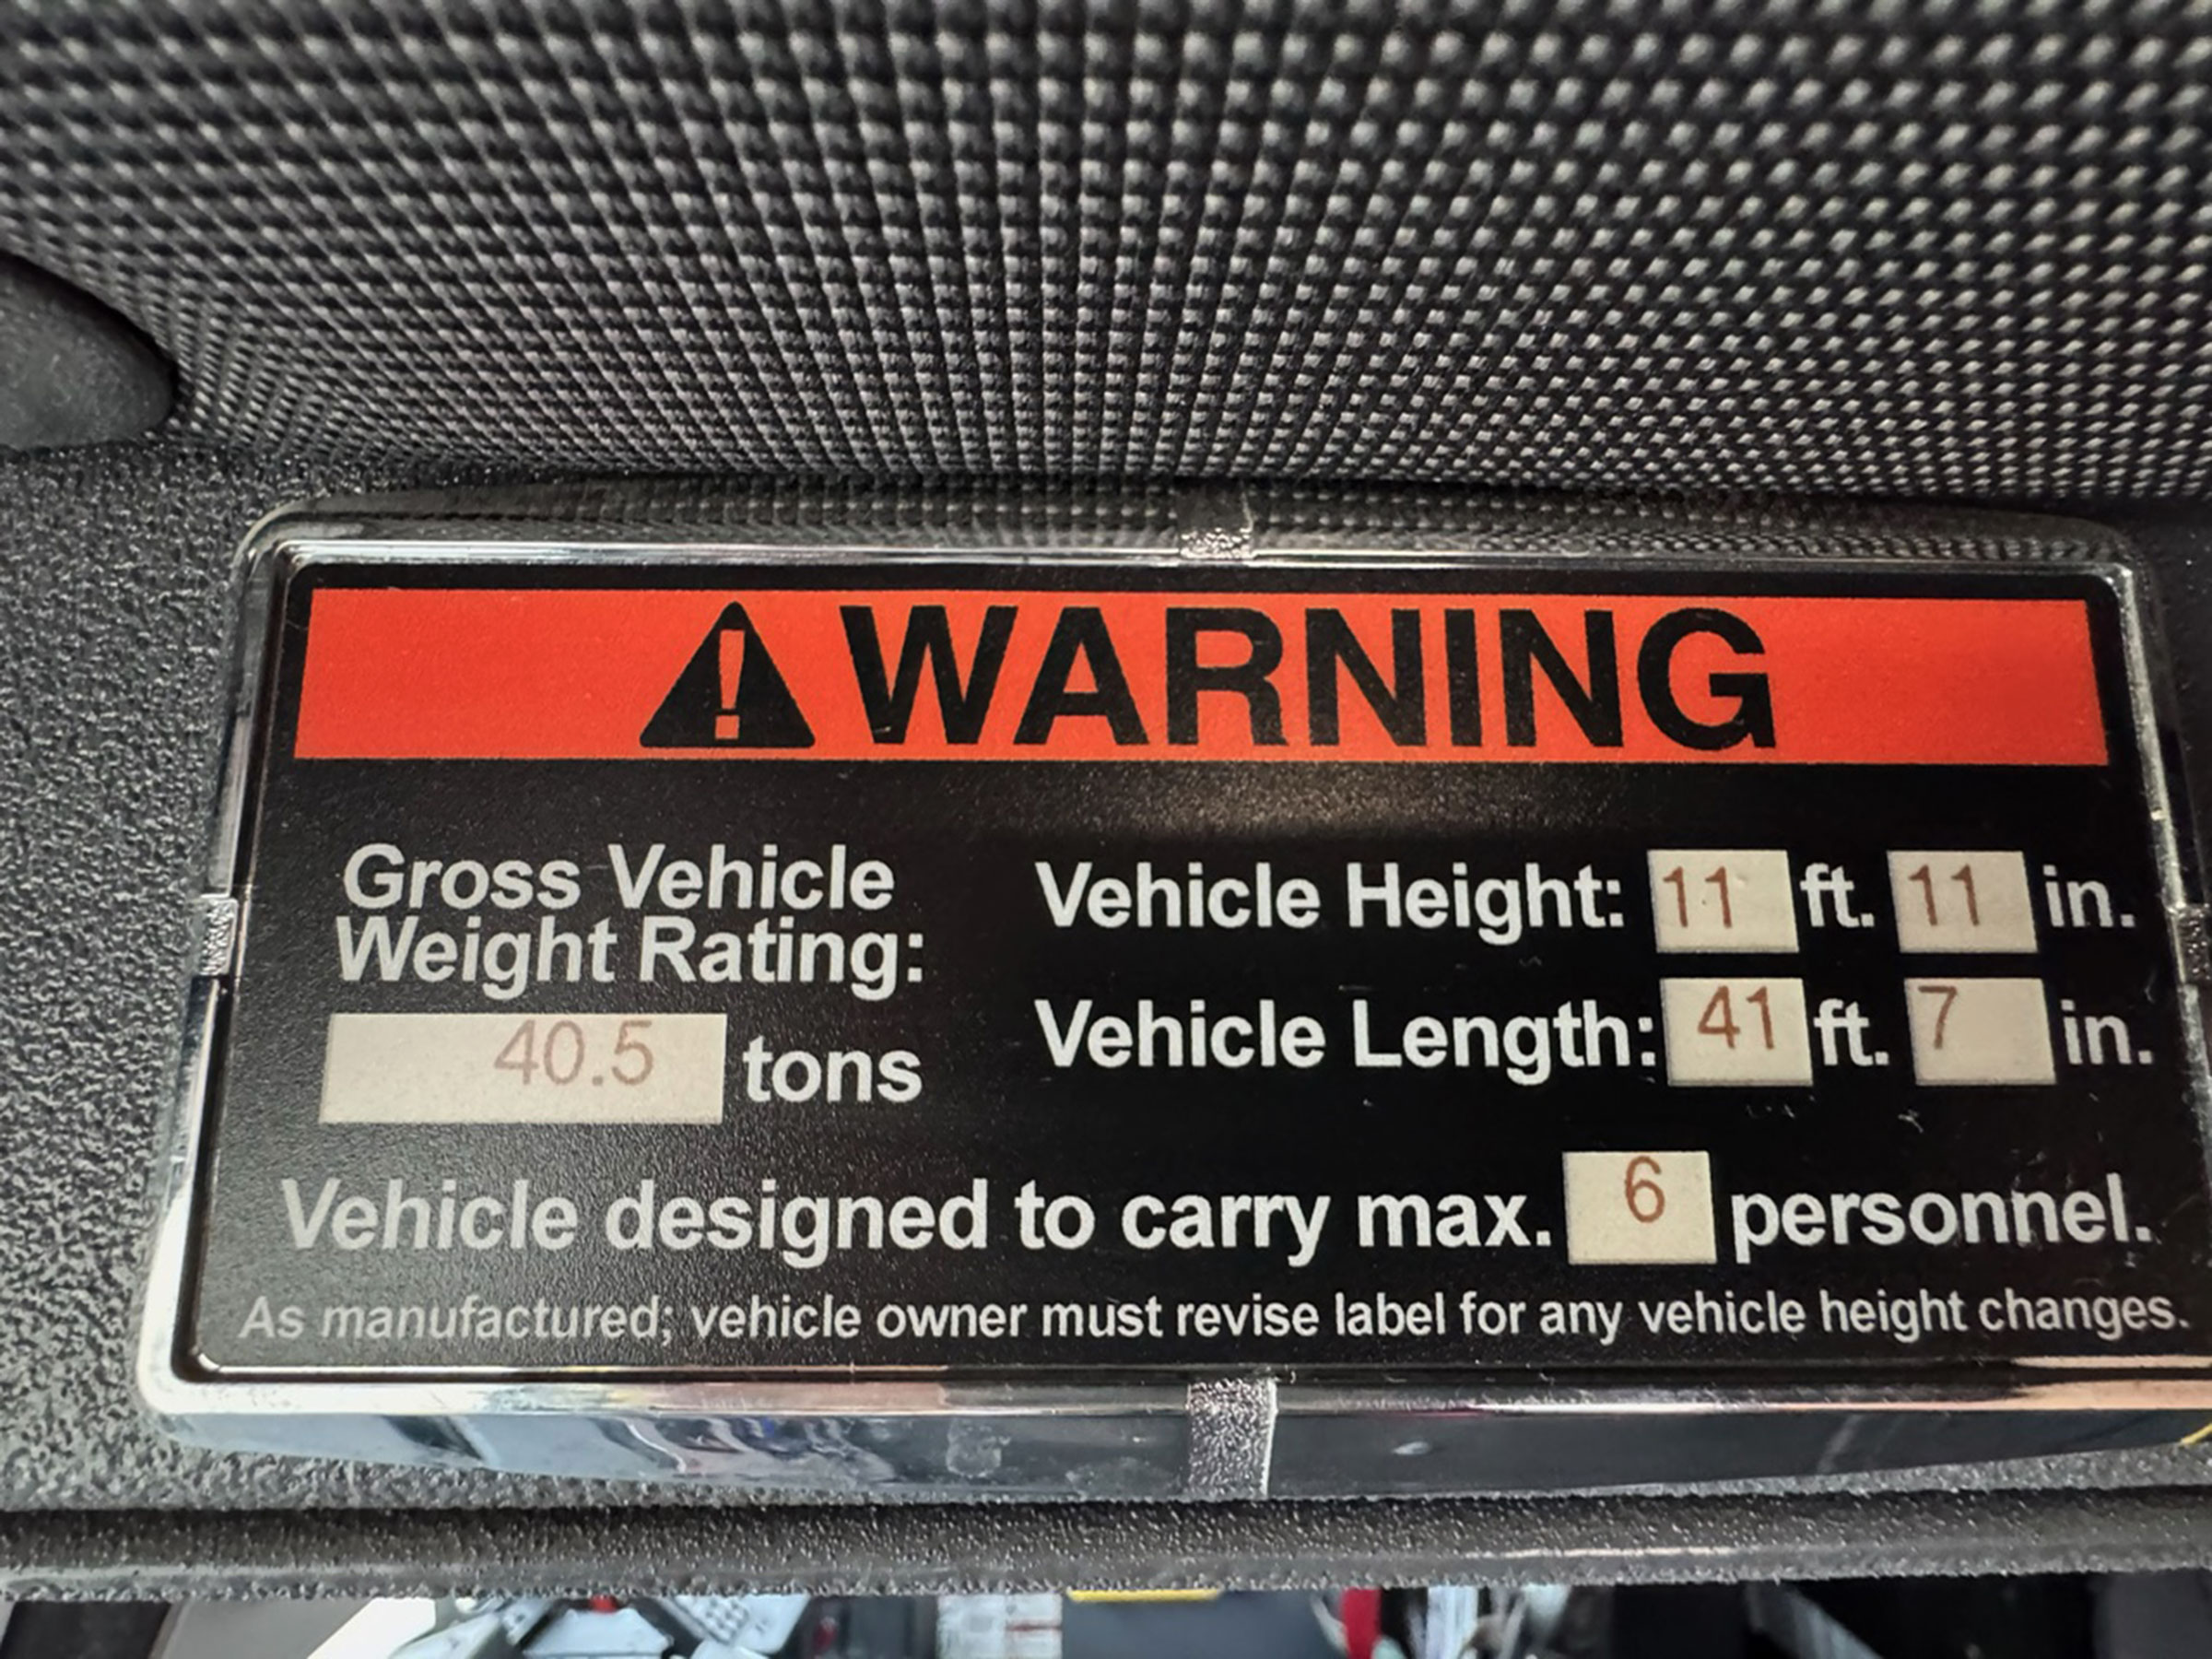 WARNING
Gross Vehicle
Weight Rating:
40.5 tons
Vehicle Height: 11 ft. 11 in.
Vehicle Length: 41 ft. 7 in.
Vehicle designed to carry max. 6 personnel.
As manufactured; vehicle owner must revise label for any vehicle height changes.